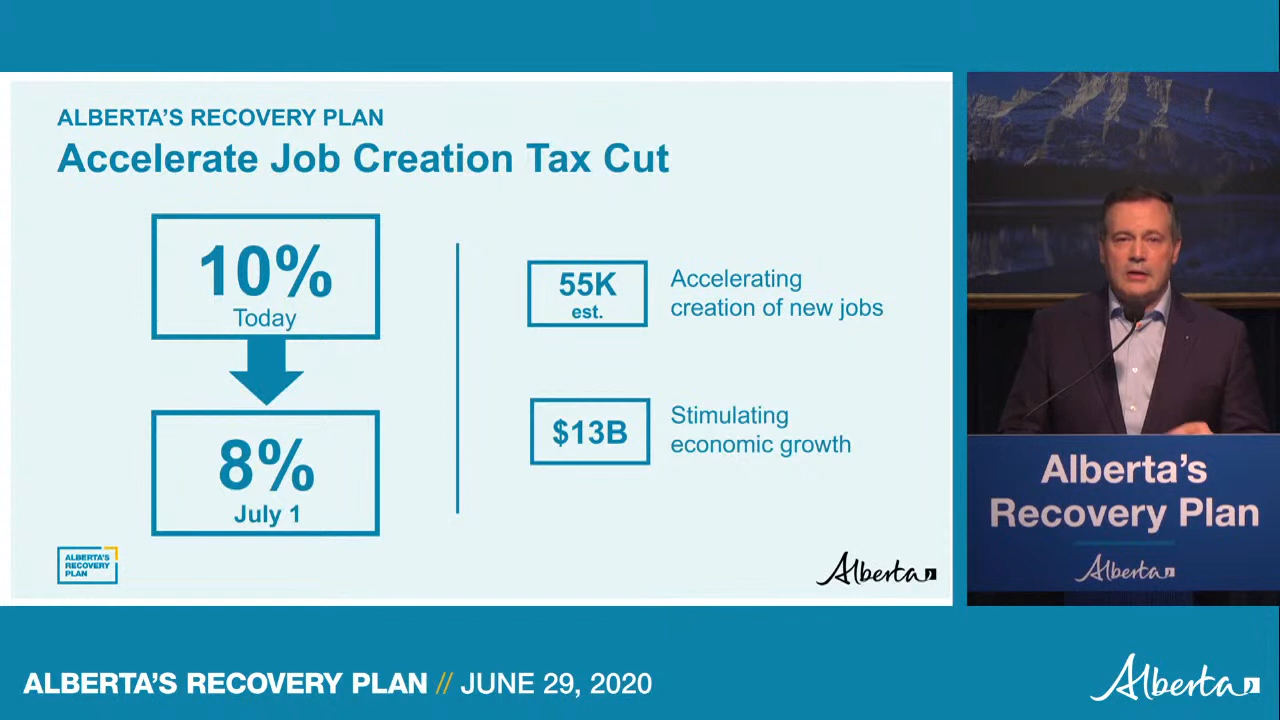 ALBERTA'S RECOVERY PLAN
Accelerate Job Creation Tax Cut
10%
Today
8%
July 1
55K
est.
Accelerating
creation of new jobs
$13B
Stimulating
economic growth
ALBERTA'S
RECOVERY
PLAN
Alberta
Alberta's
Recovery Plan
Alberta
ALBERTA'S RECOVERY PLAN // JUNE 29, 2020
Alberta